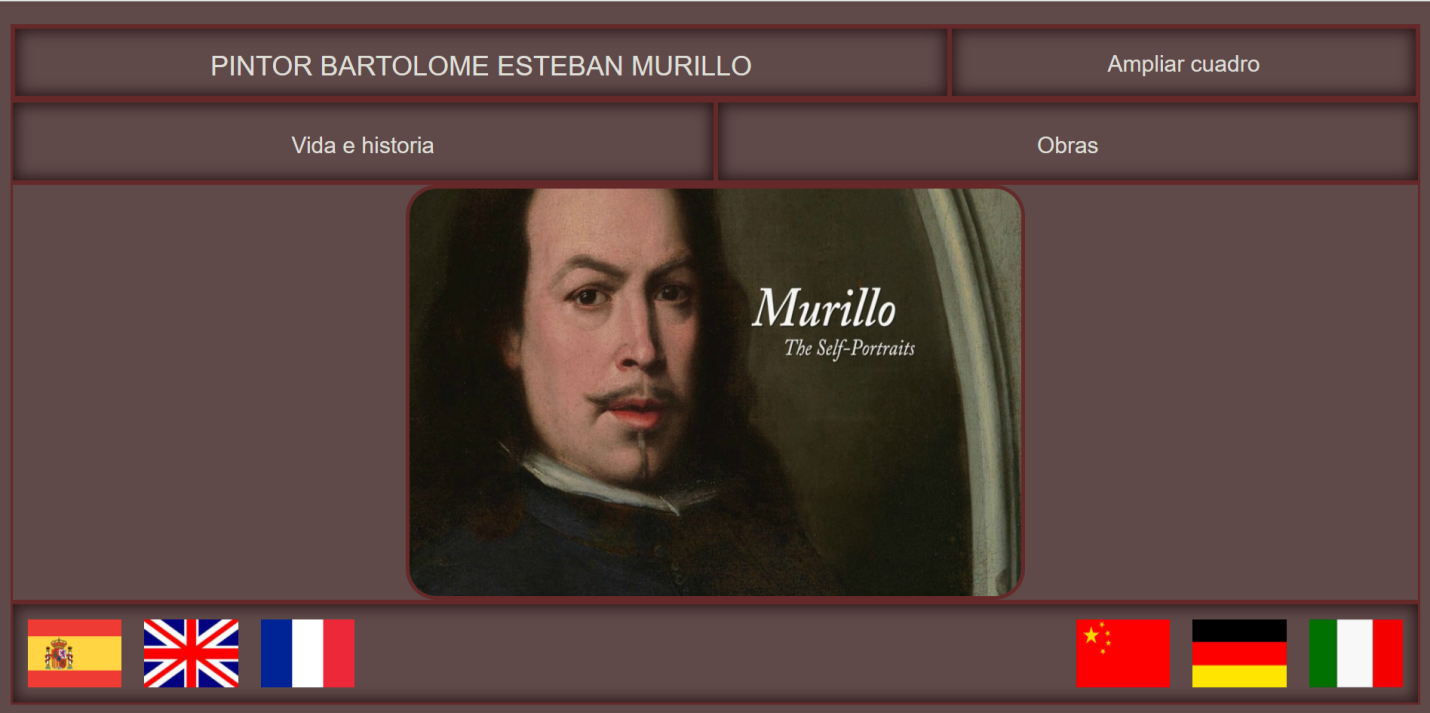 PINTOR BARTOLOME ESTEBAN MURILLO
Ampliar cuadro
Vida e historia
Obras
Murillo
The Self-Portraits